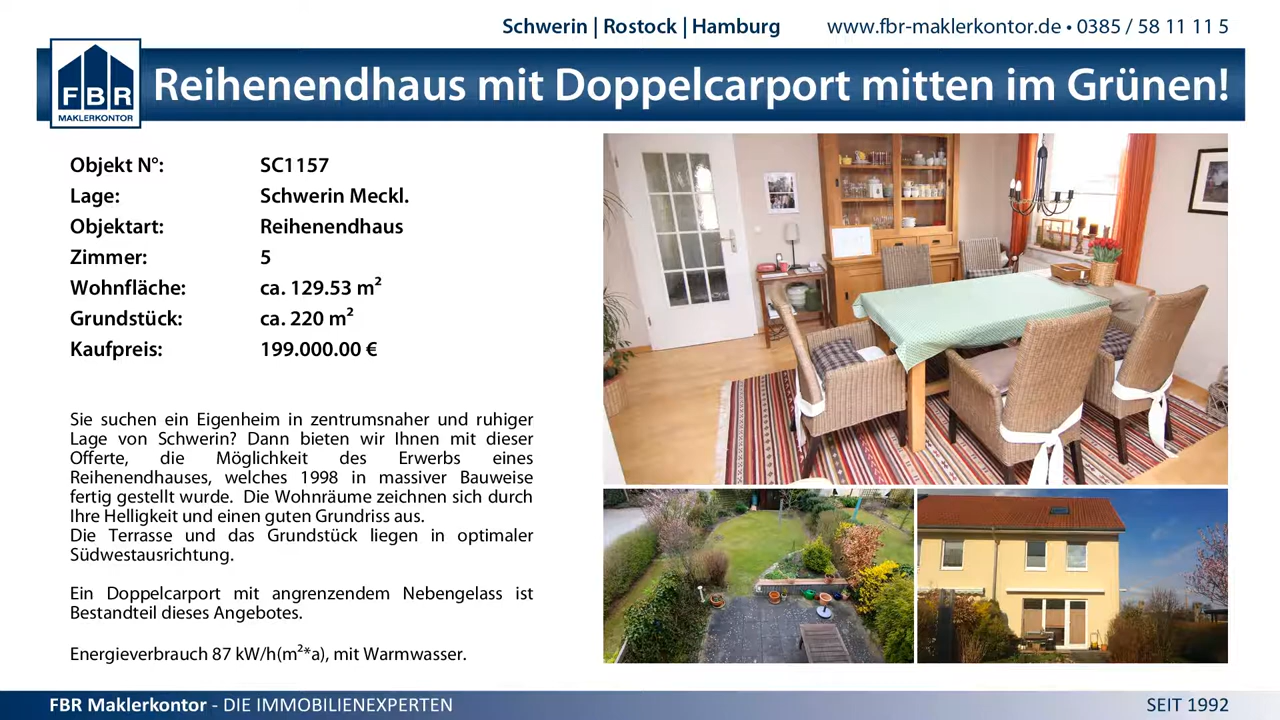 Schwerin | Rostock | Hamburg www.fbr-maklerkontor.de • 0385 / 58 11 11 5
FBR
MAKLERKONTOR
Reihenendhaus mit Doppelcarport mitten im Grünen!
Objekt N°: SC1157
Lage: Schwerin Meckl.
Objektart: Reihenendhaus
Zimmer: 5
Wohnfläche: ca. 129.53 m²
Grundstück: ca. 220 m²
Kaufpreis: 199.000.00 €
Sie suchen ein Eigenheim in zentrumsnaher und ruhiger
Lage von Schwerin? Dann bieten wir Ihnen mit dieser
Offerte, die Möglichkeit des Erwerbs eines
Reihenendhauses, welches 1998 in massiver Bauweise
fertig gestellt wurde. Die Wohnräume zeichnen sich durch
Ihre Helligkeit und einen guten Grundriss aus.
Die Terrasse und das Grundstück liegen in optimaler
Südwestausrichtung.
Ein Doppelcarport mit angrenzendem Nebengelass ist
Bestandteil dieses Angebotes.
Energieverbrauch 87 kW/h(m²*a), mit Warmwasser.
FBR Maklerkontor - DIE IMMOBILIENEXPERTEN SEIT 1992